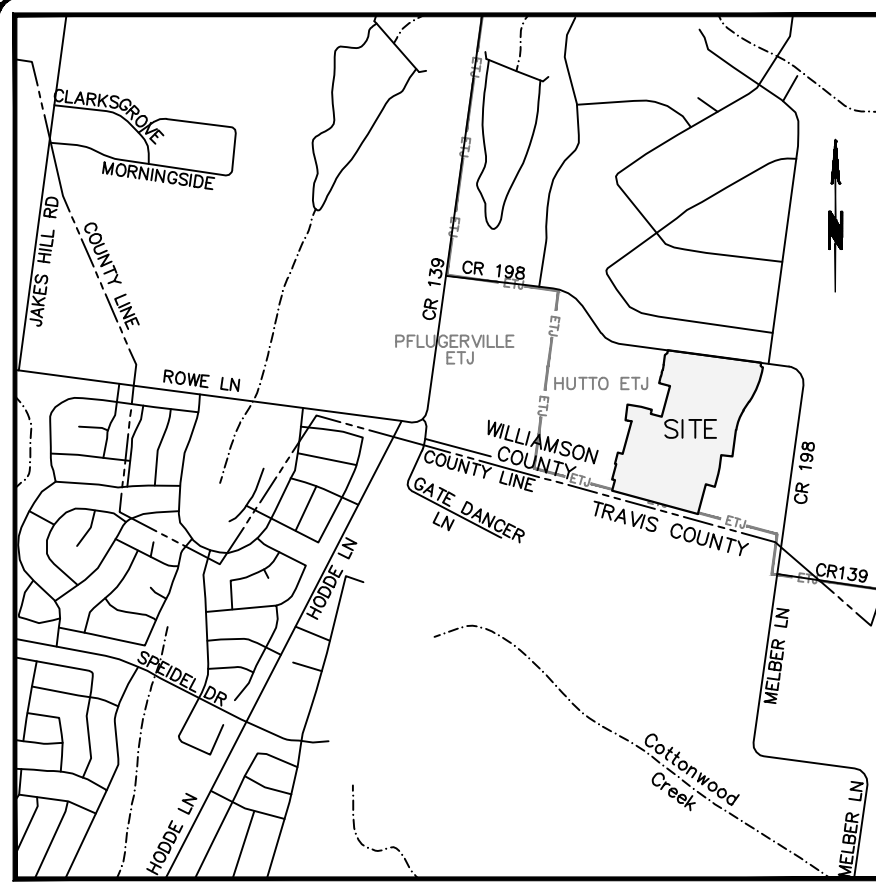 CLARKSGROVE
MORNINGSIDE
JAKES HILL RD
COUNTY LINE
ROWE LN
ETJ
ETJ
ETJ
CR 139
CR 198
ETJ
N
PFLUGERVILLE
ETJ
ETJ
HUTTO ETJ
ETJ
SITE
WILLIAMSON
COUNTY
COUNTY LINE
ETJ
CR 198
GATE DANCER
LN
TRAVIS COUNTY
ETJ
ETJ
CR139
HODDE LN
MELBER LN
SPEIDEL DR
Cottonwood
Creek
HODDE LN
MELBER LN